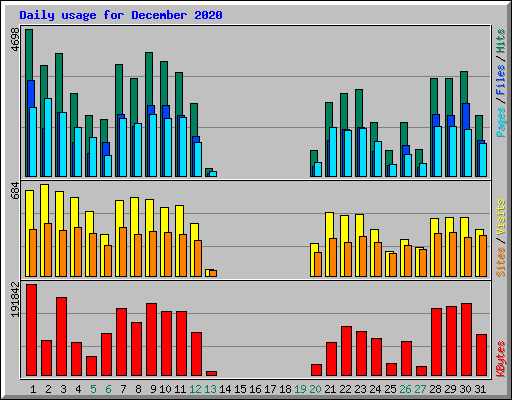 Daily usage for December 2020
4698
Pages / Files / Hits
684
Sites / Visits
191842
KBytes
1 2 3 4 5 6 7 8 9 10 11 12 13 14 15 16 17 18 19 20 21 22 23 24 25 26 27 28 29 30 31